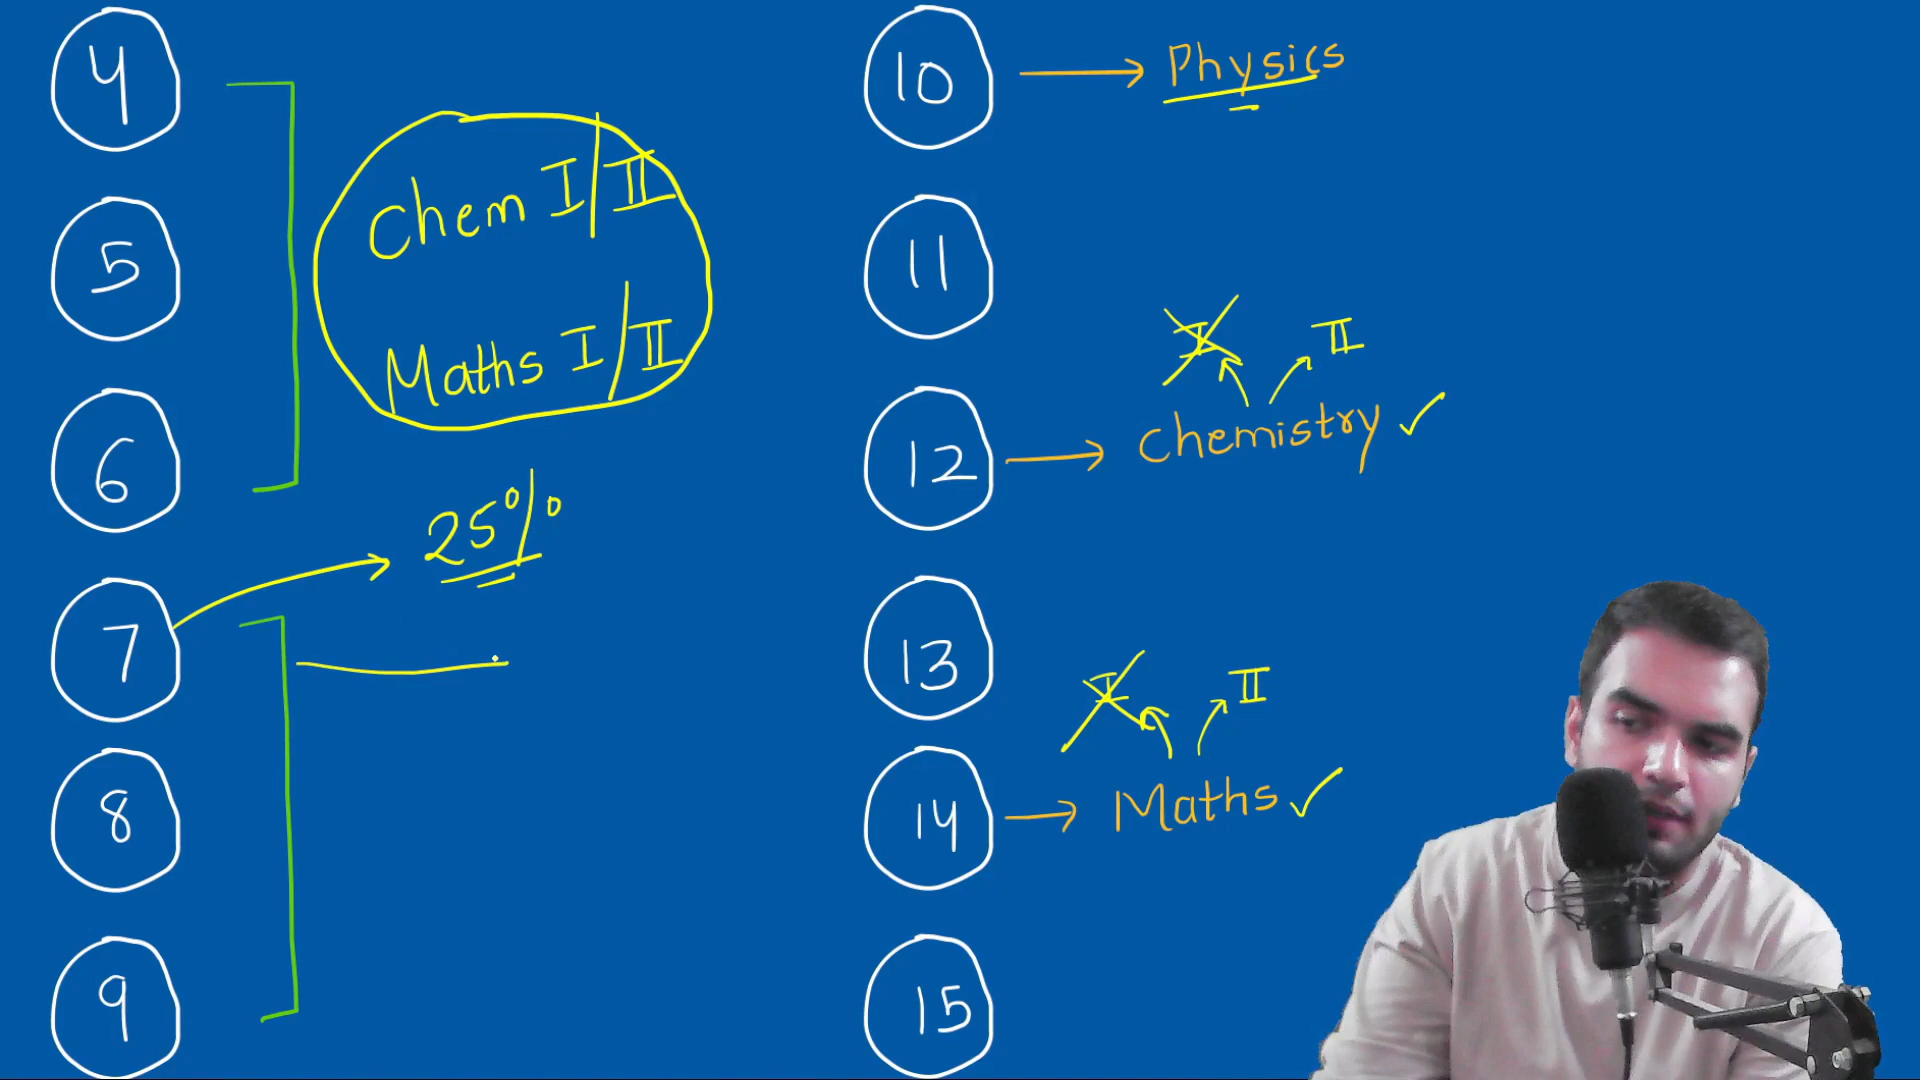 4
5
6
7
8
9
Chem I/II
Maths I/II
25%
10 → Physics
11
I II
12 → Chemistry ✓
13
I II
14 → Maths ✓
15